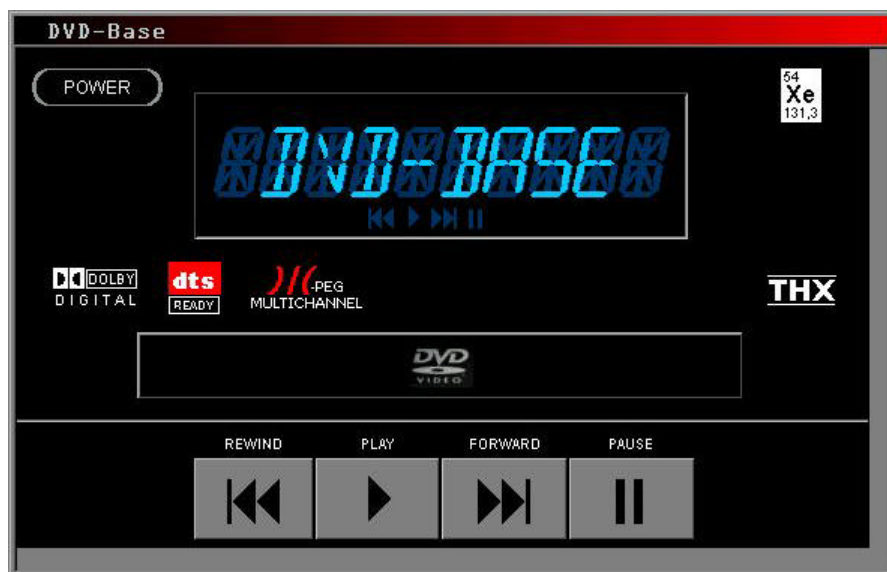 DVD-Base
POWER
54
Xe
131,3
DVD-BASE
DOLBY
DIGITAL
dts
READY
-PEG
MULTICHANNEL
THX
DVD
VIDEO
REWIND PLAY FORWARD PAUSE